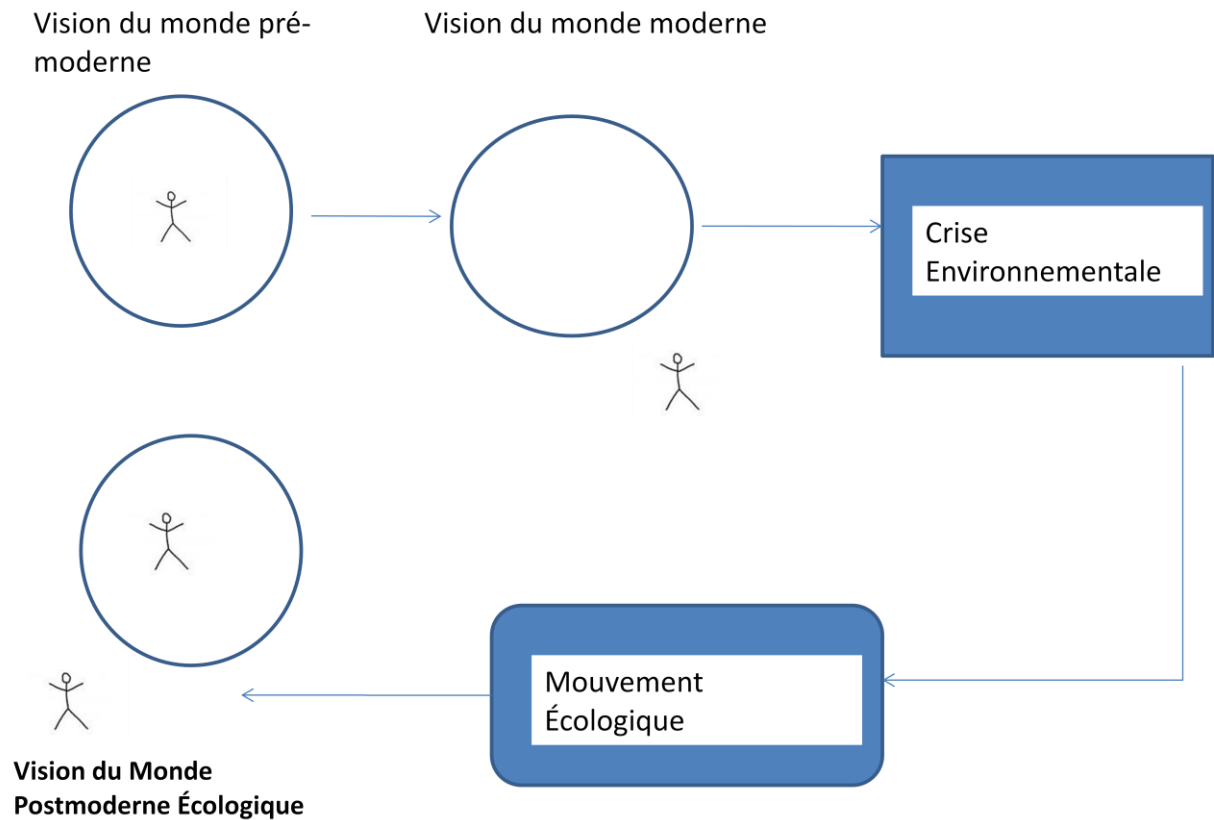 Vision du monde pré-
moderne
Vision du monde moderne
Crise
Environnementale
Mouvement
Écologique
Vision du Monde
Postmoderne Écologique